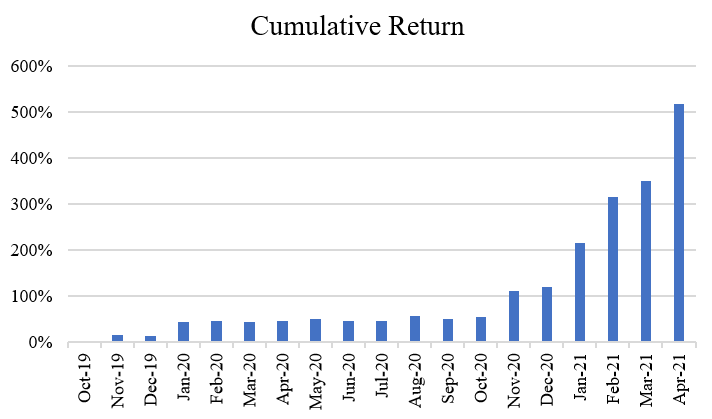 Cumulative Return
600%
500%
400%
300%
200%
100%
0%
Oct-19
Nov-19
Dec-19
Jan-20
Feb-20
Mar-20
Apr-20
May-20
Jun-20
Jul-20
Aug-20
Sep-20
Oct-20
Nov-20
Dec-20
Jan-21
Feb-21
Mar-21
Apr-21